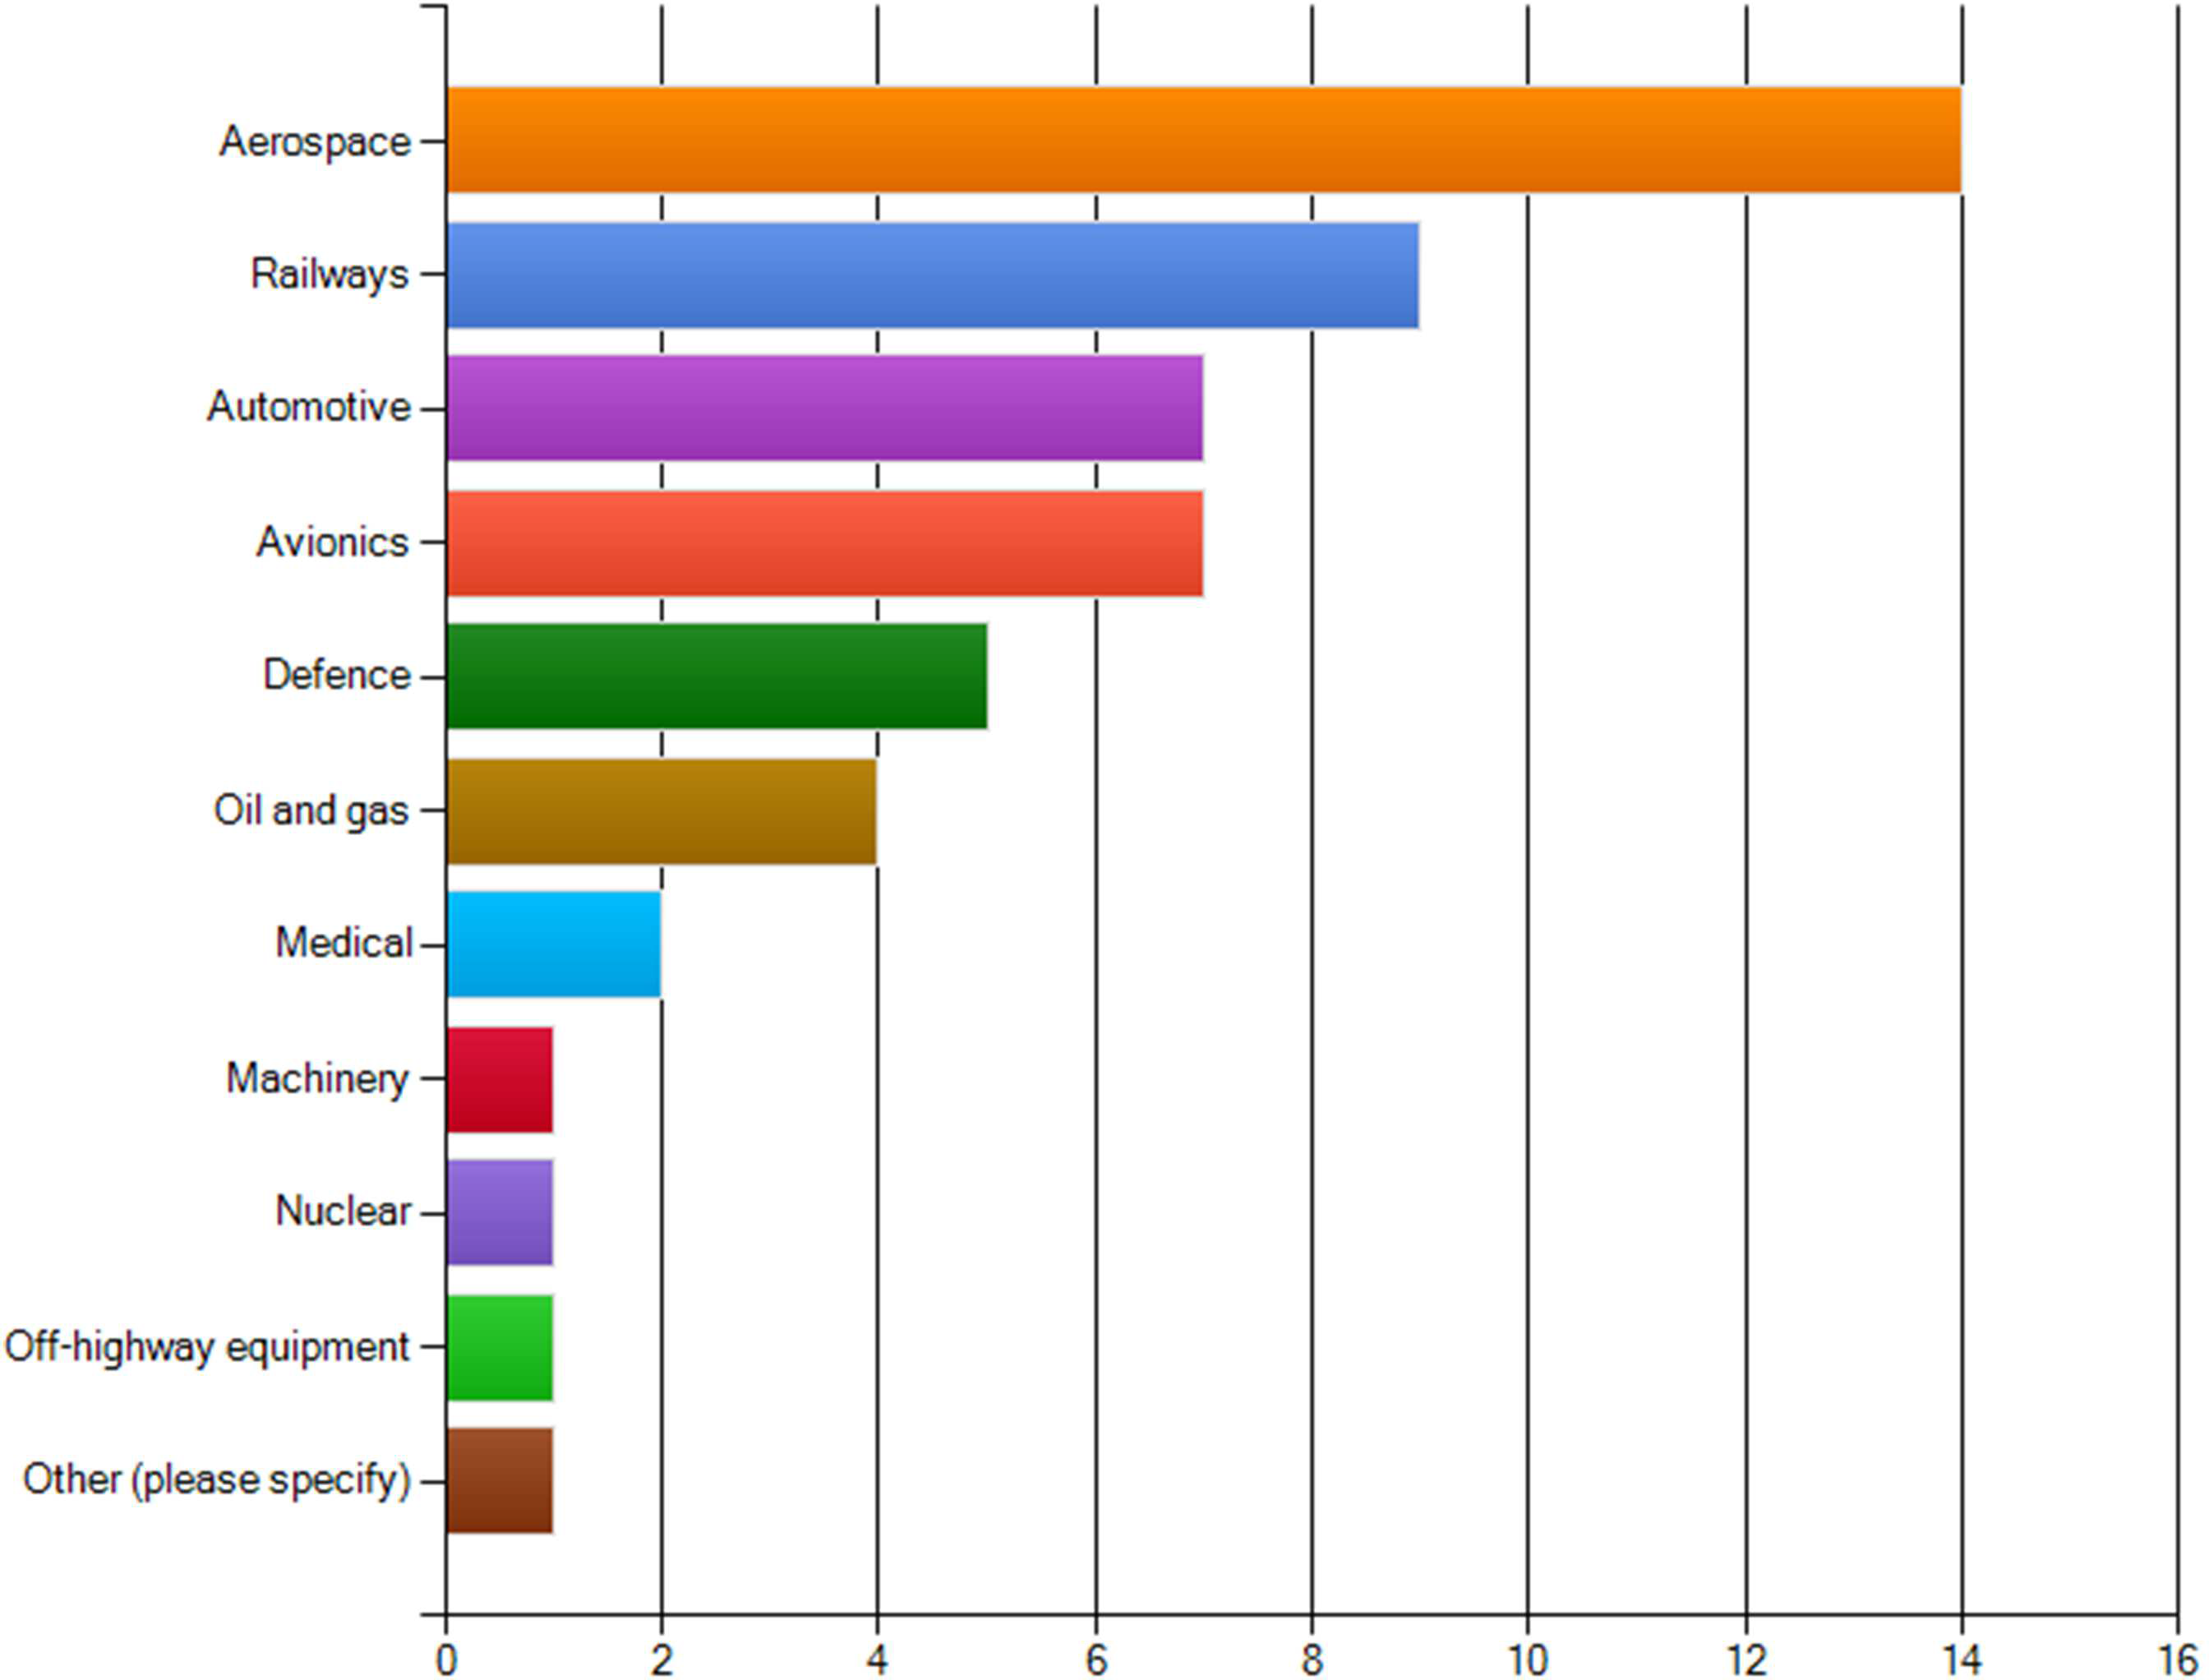 Aerospace
Railways
Automotive
Avionics
Defence
Oil and gas
Medical
Machinery
Nuclear
Off-highway equipment
Other (please specify)
0 2 4 6 8 10 12 14 16